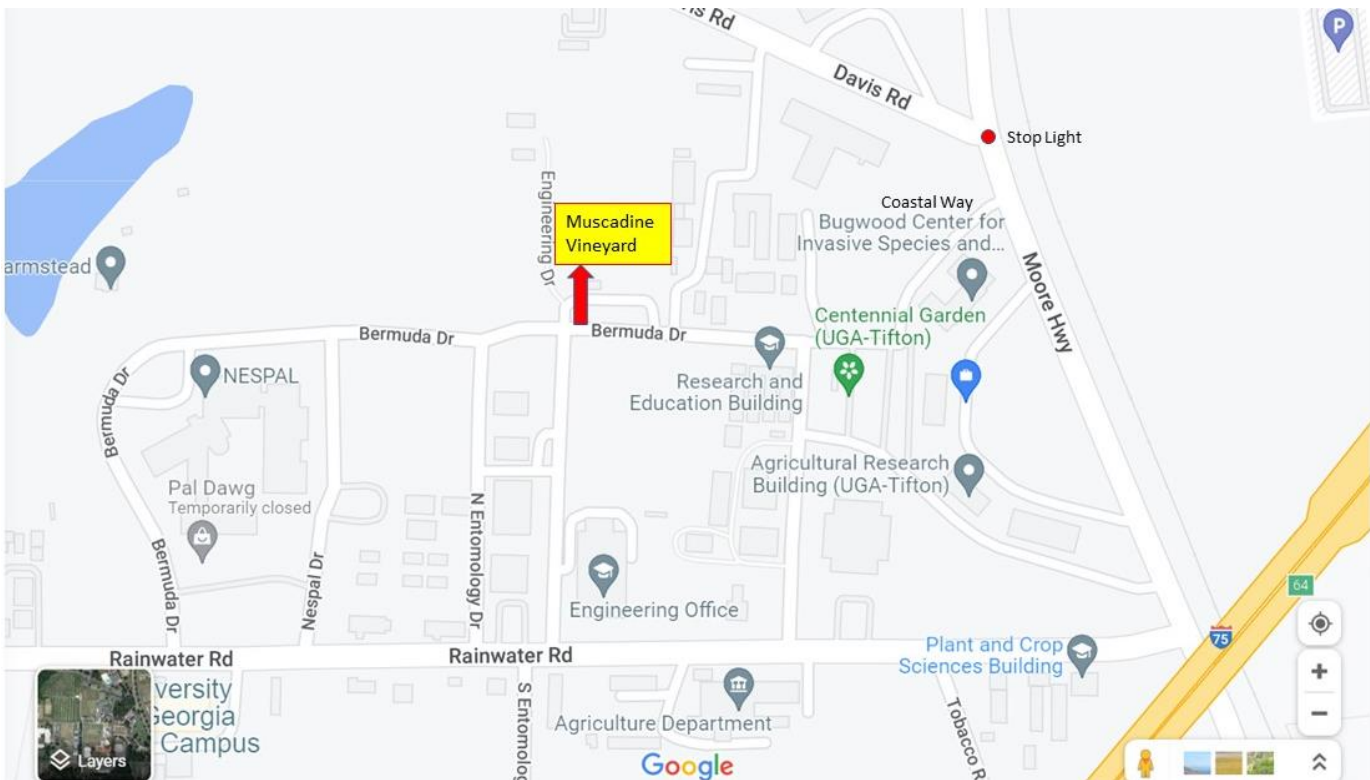 is Rd
Davis Rd
Stop Light
Coastal Way
Bugwood Center for
Invasive Species and...
Engineering Dr
Muscadine
Vineyard
armstead
Moore Hwy
Centennial Garden
(UGA-Tifton)
Bermuda Dr
Bermuda Dr
Bermuda Dr
NESPAL
Research and
Education Building
Agricultural Research
Building (UGA-Tifton)
Pal Dawg
Temporarily closed
N Entomology Dr
Bermuda Dr
Nespal Dr
Engineering Office
64
75
Rainwater Rd
Rainwater Rd
Plant and Crop
Sciences Building
versity
Georgia
Campus
Layers
S Entomolog
Agriculture Department
Tobacco R
Google
P